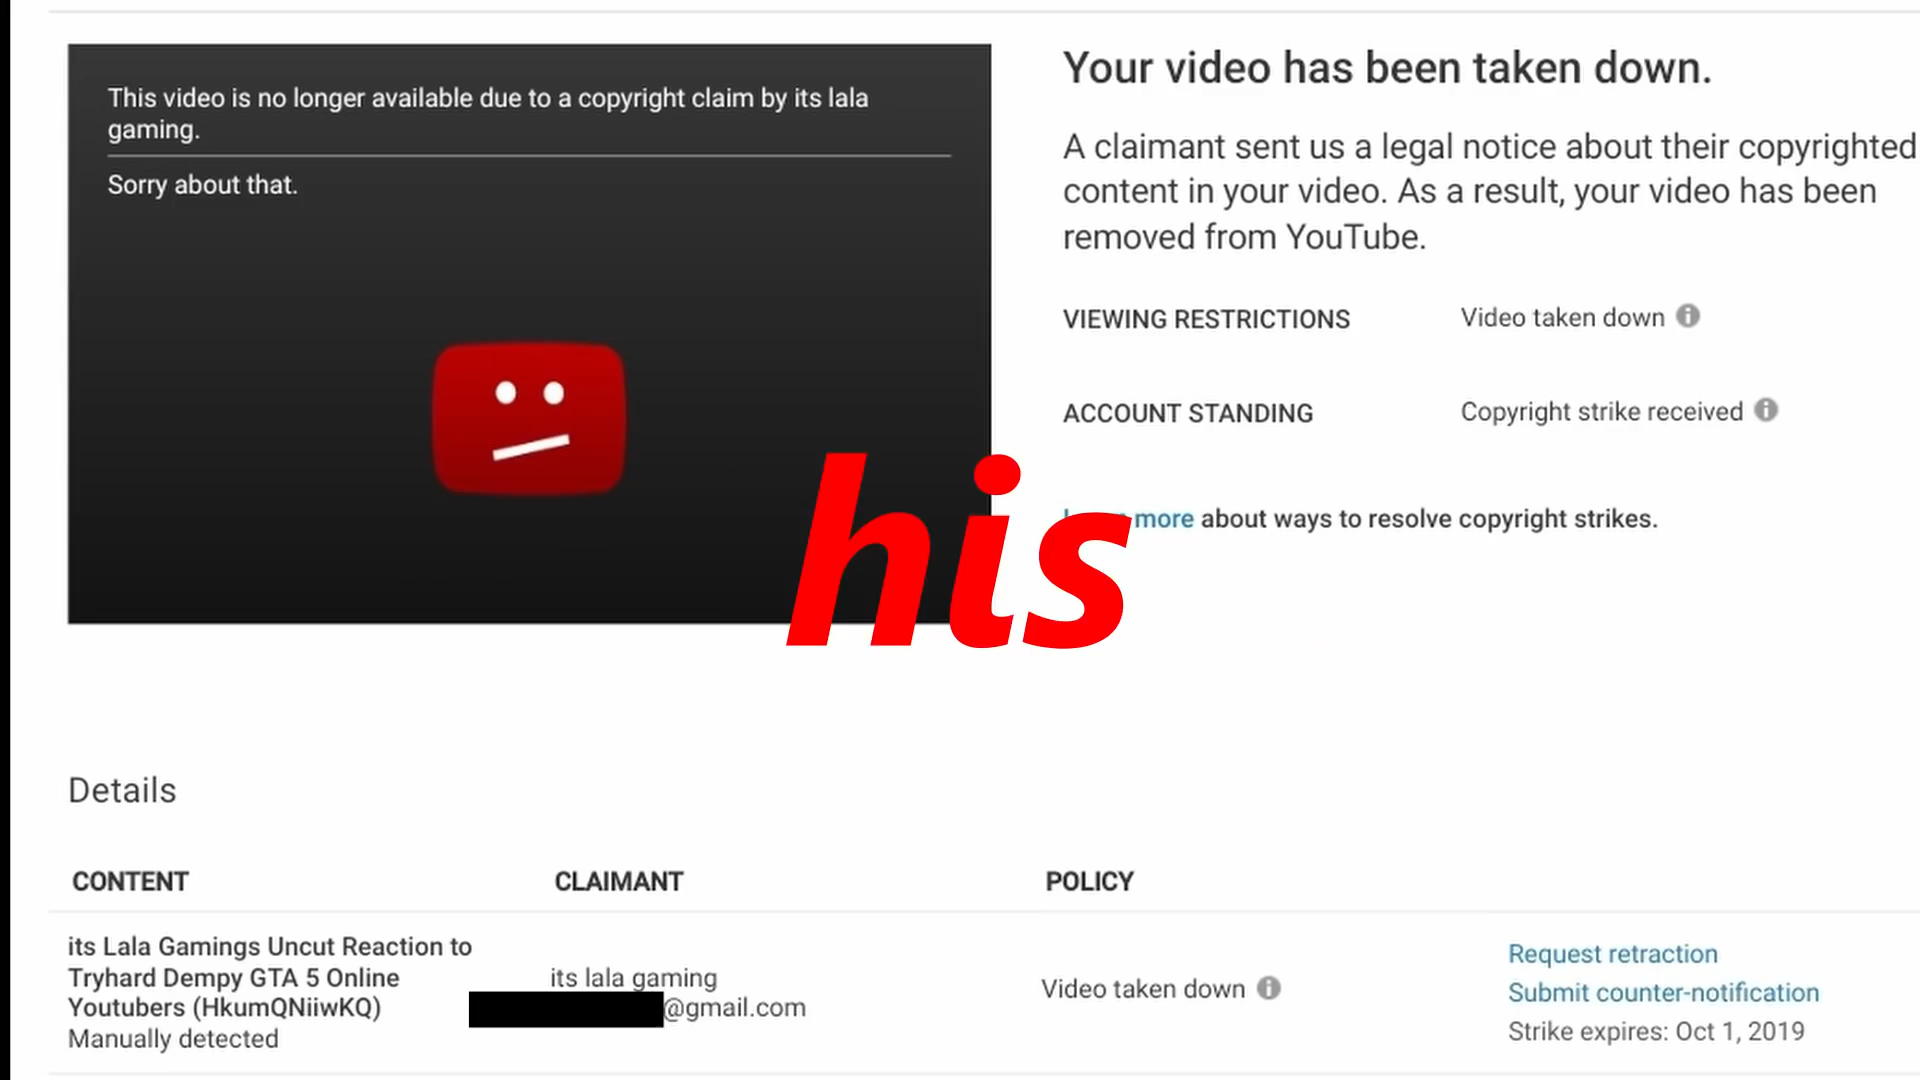 This video is no longer available due to a copyright claim by its lala
gaming.
Sorry about that.
Your video has been taken down.
A claimant sent us a legal notice about their copyrighted
content in your video. As a result, your video has been
removed from YouTube.
VIEWING RESTRICTIONS Video taken down
ACCOUNT STANDING Copyright strike received
more about ways to resolve copyright strikes.
his
Details
CONTENT CLAIMANT POLICY
its Lala Gamings Uncut Reaction to
Tryhard Dempy GTA 5 Online
Youtubers (HkumQNiiwKQ)
Manually detected
its lala gaming
@gmail.com
Video taken down
Request retraction
Submit counter-notification
Strike expires: Oct 1, 2019